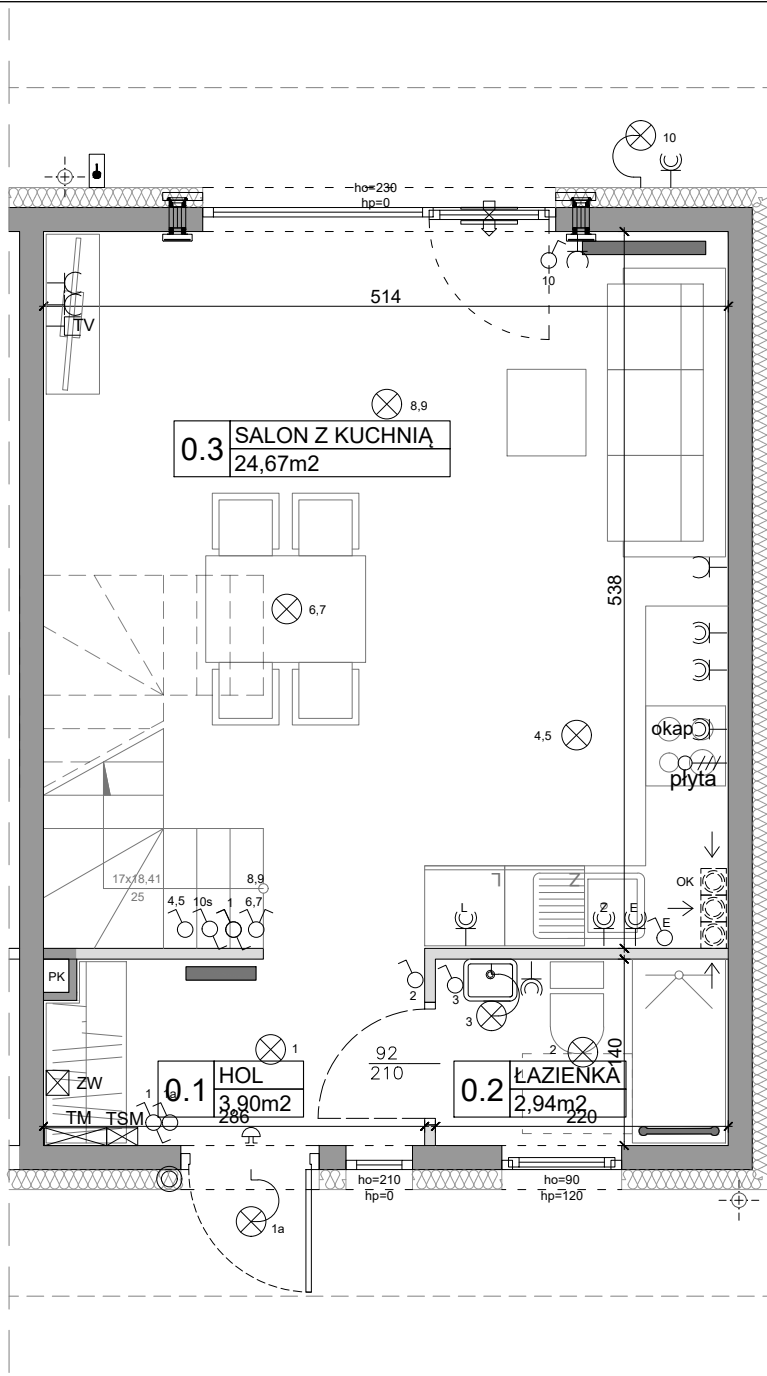 10
ho=230
hp=0
10
514
TV
8,9
0.3
SALON Z KUCHNIĄ
24,67m2
538
6,7
4,5
okap
płyta
17x18,41
25
8,9
4,5
10s
1
6,7
L
Z
Z
E
E
OK
PK
2
3
3
1
2
92
210
140
ZW
0.1
HOL
3,90m2
0.2
ŁAZIENKA
2,94m2
1
1a
TM
TSM
286
220
ho=210
hp=0
ho=90
hp=120
1a